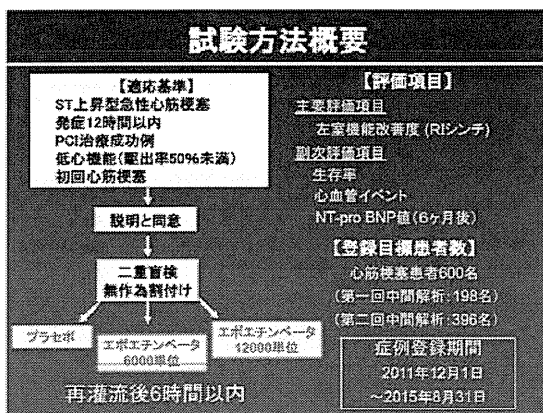 試験方法概要
【適応基準】
ST上昇型急性心筋梗塞
発症12時間以内
PCI治療成功例
低心機能(駆出率50%未満)
初回心筋梗塞
説明と同意
二重盲検
無作為割付け
プラセボ
エポエチンベータ
6000単位
エポエチンベータ
12000単位
再灌流後6時間以内
【評価項目】
主要評価項目
左室機能改善度 (RIシンチ)
副次評価項目
生存率
心血管イベント
NT-pro BNP値(6ヶ月後)
【登録目標患者数】
心筋梗塞患者600名
(第一回中間解析:198名)
(第二回中間解析:396名)
症例登録期間
2011年12月1日
~2015年8月31日